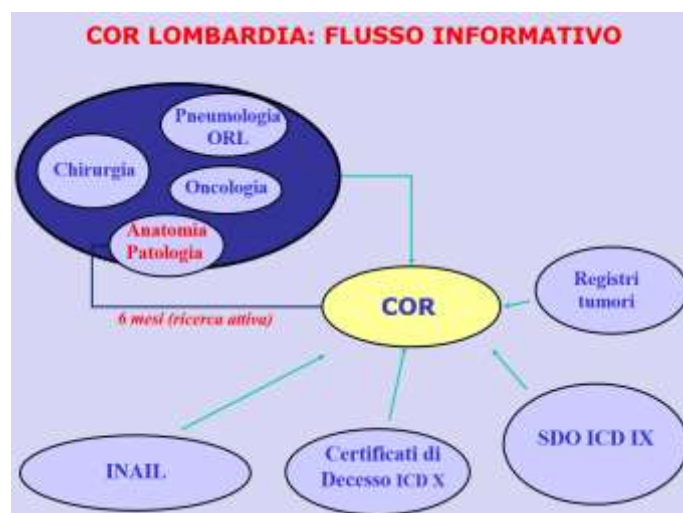 COR LOMBARDIA: FLUSSO INFORMATIVO
Pneumologia
ORL
Chirurgia
Oncologia
Anatomia
Patologia
6 mesi (ricerca attiva)
COR
Registri
tumori
INAIL
Certificati di
Decesso ICD X
SDO ICD IX